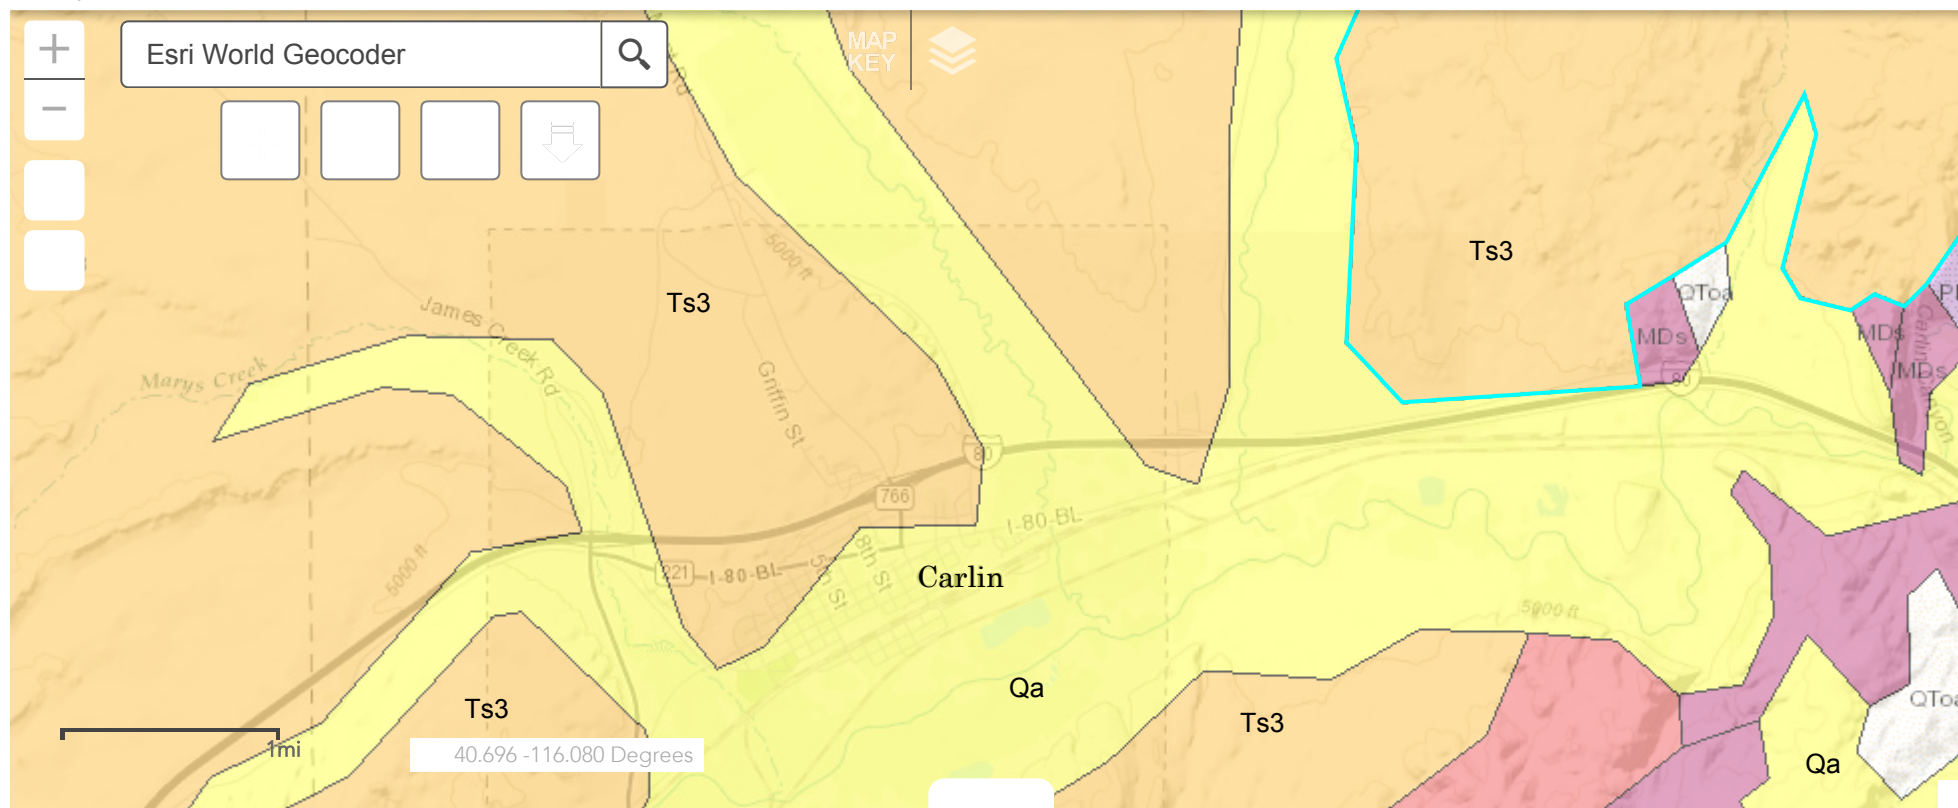 +
Esri World Geocoder
−
MAP
KEY
Rd
5000 ft
Ts3
Ts3
QToa
MDs
MDs
MDs
Carlin
James Creek Rd
Marys Creek
Griffin St
80
80
766
I-80-BL
221
I-80-BL
8th St
5th St
5000 ft
Carlin
5000 ft
Qa
Ts3
Ts3
QToa
Qa
1mi
40.696 -116.080 Degrees